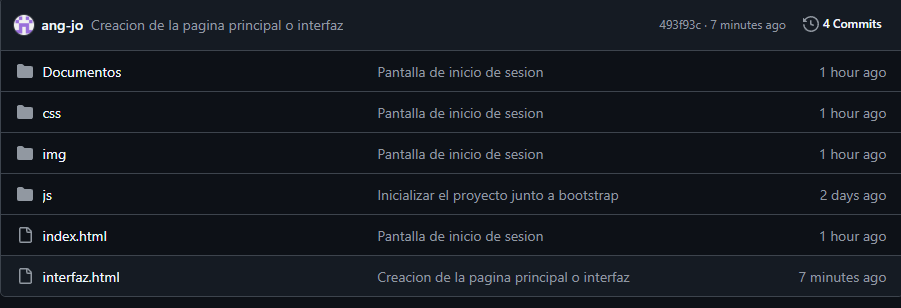 ang-jo Creacion de la pagina principal o interfaz 493f93c · 7 minutes ago 4 Commits
Documentos Pantalla de inicio de sesion 1 hour ago
css Pantalla de inicio de sesion 1 hour ago
img Pantalla de inicio de sesion 1 hour ago
js Inicializar el proyecto junto a bootstrap 2 days ago
index.html Pantalla de inicio de sesion 1 hour ago
interfaz.html Creacion de la pagina principal o interfaz 7 minutes ago